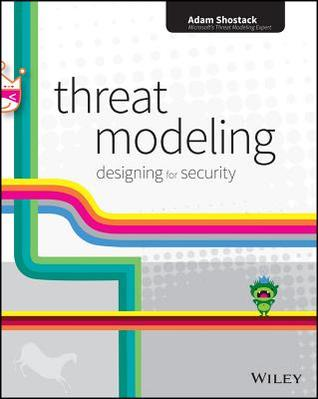 Adam Shostack
Microsoft's Threat Modeling Expert
threat
modeling
designing for security
WILEY